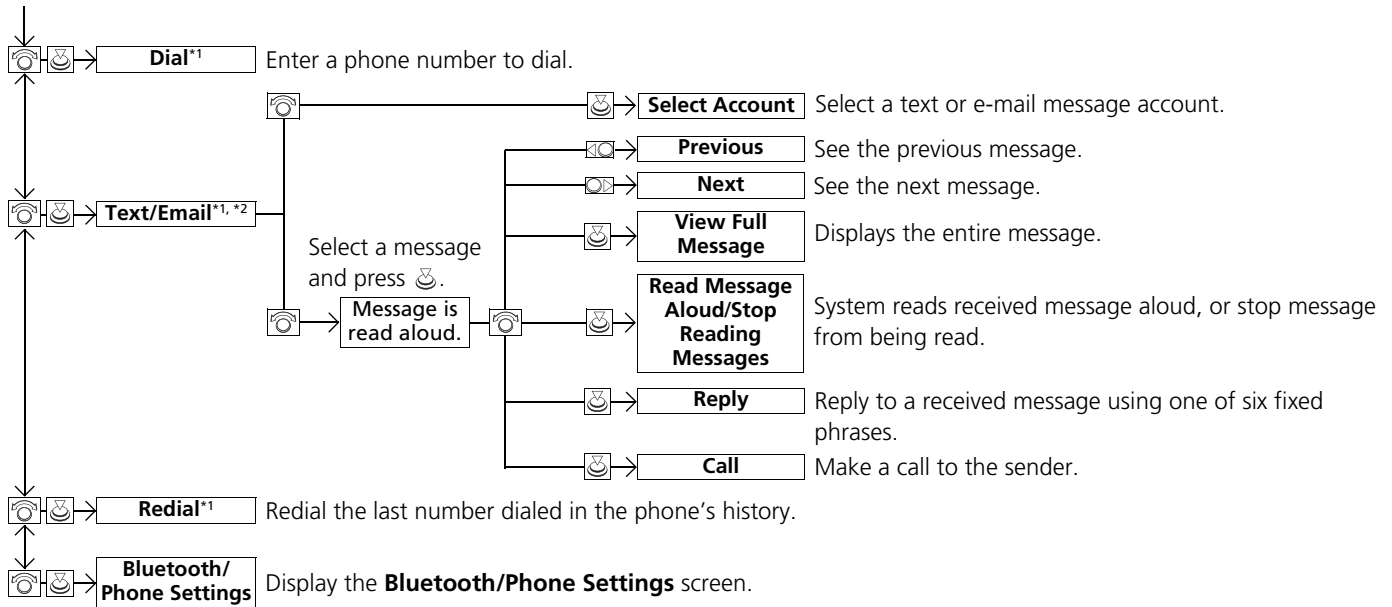 Dial*1
Enter a phone number to dial.
Select Account
Select a text or e-mail message account.
Previous
See the previous message.
Next
See the next message.
Text/Email*1, *2
View Full
Message
Displays the entire message.
Select a message
and press .
Message is
read aloud.
Read Message
Aloud/Stop
Reading
Messages
System reads received message aloud, or stop message
from being read.
Reply
Reply to a received message using one of six fixed
phrases.
Call
Make a call to the sender.
Redial*1
Redial the last number dialed in the phone’s history.
Bluetooth/
Phone Settings
Display the Bluetooth/Phone Settings screen.